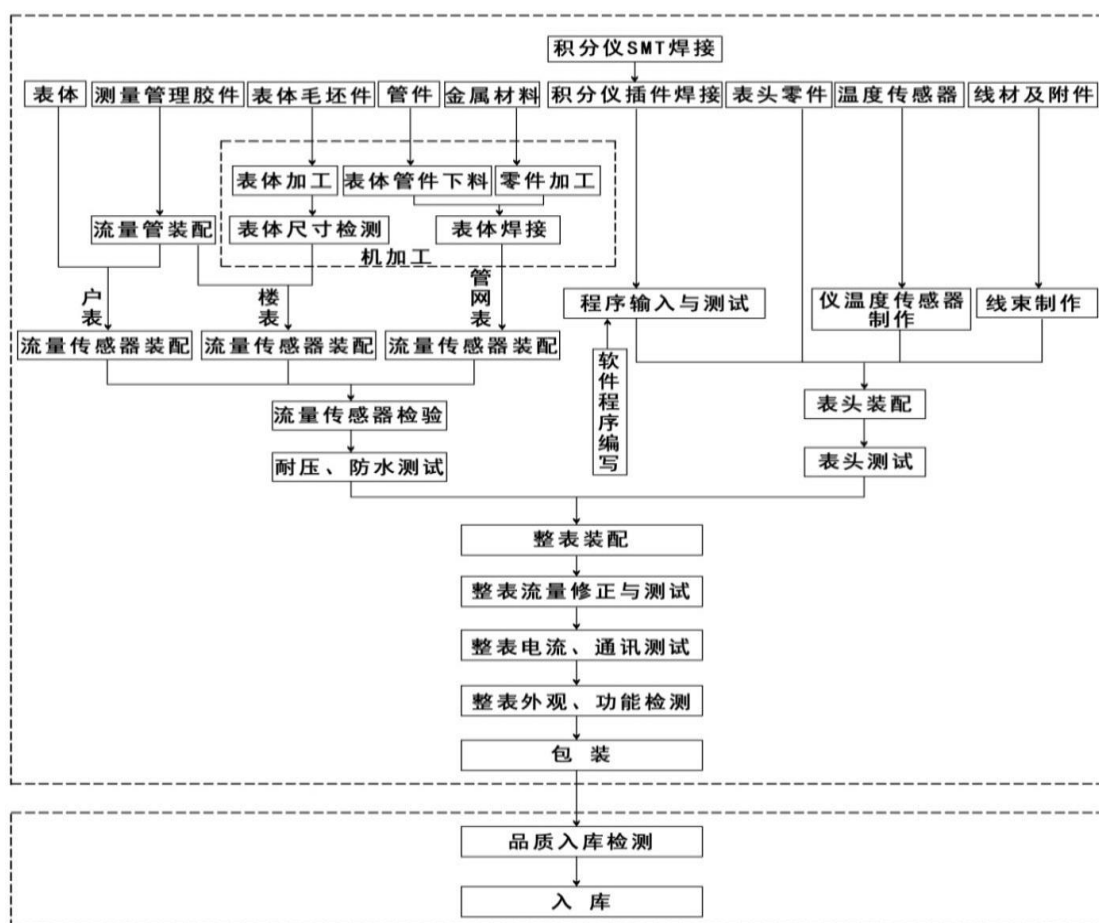 积分仪SMT焊接
表体
测量管理胶件
表体毛坯件
管件
金属材料
积分仪插件焊接
表头零件
温度传感器
线材及附件
表体加工
表体管件下料
零件加工
流量管装配
表体尺寸检测
表体焊接
机加工
户表
楼表
管网表
程序输入与测试
仪温度传感器
制作
线束制作
流量传感器装配
流量传感器装配
流量传感器装配
软件程序编写
流量传感器检验
表头装配
耐压、防水测试
表头测试
整表装配
整表流量修正与测试
整表电流、通讯测试
整表外观、功能检测
包 装
品质入库检测
入 库